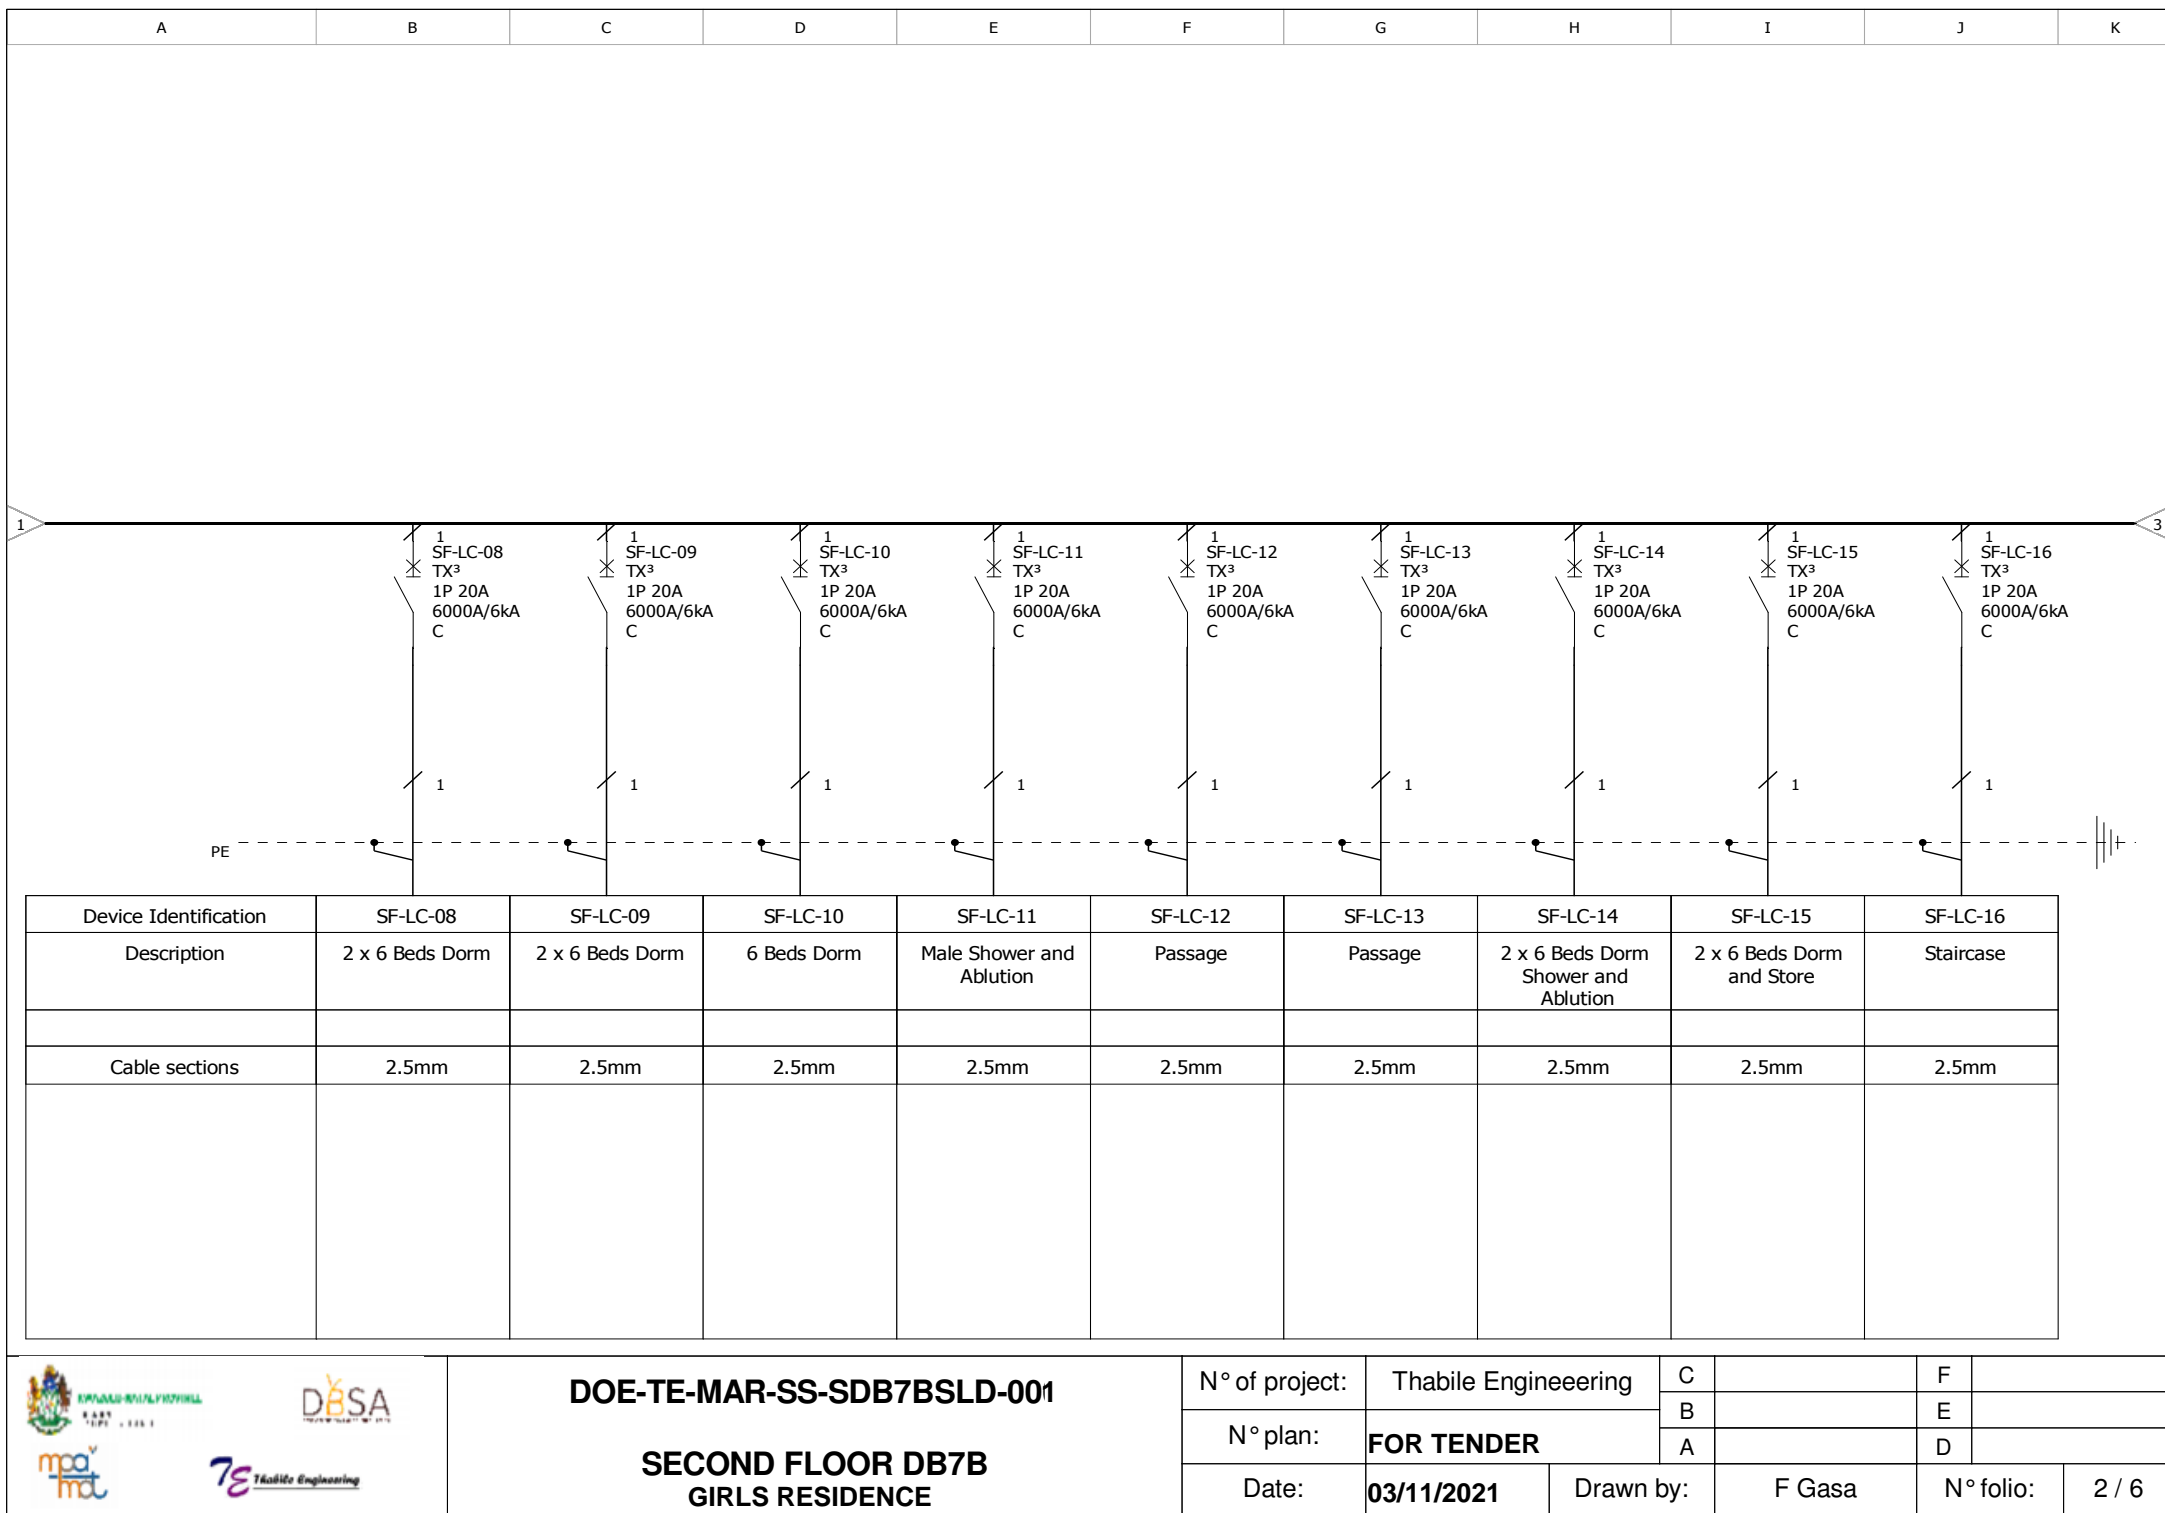 A B C D E F G H I J K
1 3
1 1 1 1 1 1 1 1 1
SF-LC-08 SF-LC-09 SF-LC-10 SF-LC-11 SF-LC-12 SF-LC-13 SF-LC-14 SF-LC-15 SF-LC-16
TX³ TX³ TX³ TX³ TX³ TX³ TX³ TX³ TX³
1P 20A 1P 20A 1P 20A 1P 20A 1P 20A 1P 20A 1P 20A 1P 20A 1P 20A
6000A/6kA 6000A/6kA 6000A/6kA 6000A/6kA 6000A/6kA 6000A/6kA 6000A/6kA 6000A/6kA 6000A/6kA
C C C C C C C C C
1 1 1 1 1 1 1 1 1
PE
Device Identification SF-LC-08 SF-LC-09 SF-LC-10 SF-LC-11 SF-LC-12 SF-LC-13 SF-LC-14 SF-LC-15 SF-LC-16
Description 2 x 6 Beds Dorm 2 x 6 Beds Dorm 6 Beds Dorm Male Shower and Passage Passage 2 x 6 Beds Dorm 2 x 6 Beds Dorm Staircase
Ablution Shower and and Store
Ablution
Cable sections 2.5mm 2.5mm 2.5mm 2.5mm 2.5mm 2.5mm 2.5mm 2.5mm 2.5mm
DBSA
mpa
mdt
TE Thabile Engineering
DOE-TE-MAR-SS-SDB7BSLD-001
SECOND FLOOR DB7B
GIRLS RESIDENCE
N° of project: Thabile Engineeering C F
B E
N° plan: FOR TENDER A D
Date: 03/11/2021 Drawn by: F Gasa N° folio: 2 / 6